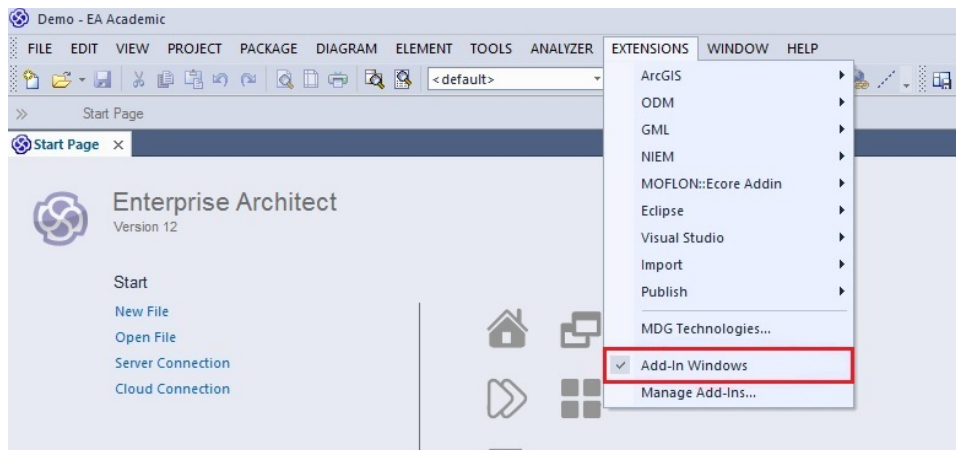 Demo - EA Academic
FILE EDIT VIEW PROJECT PACKAGE DIAGRAM ELEMENT TOOLS ANALYZER EXTENSIONS WINDOW HELP
<default>
Start Page
Start Page
Enterprise Architect
Version 12
Start
New File
Open File
Server Connection
Cloud Connection
ArcGIS
ODM
GML
NIEM
MOFLON::Ecore Addin
Eclipse
Visual Studio
Import
Publish
MDG Technologies...
Add-In Windows
Manage Add-Ins...